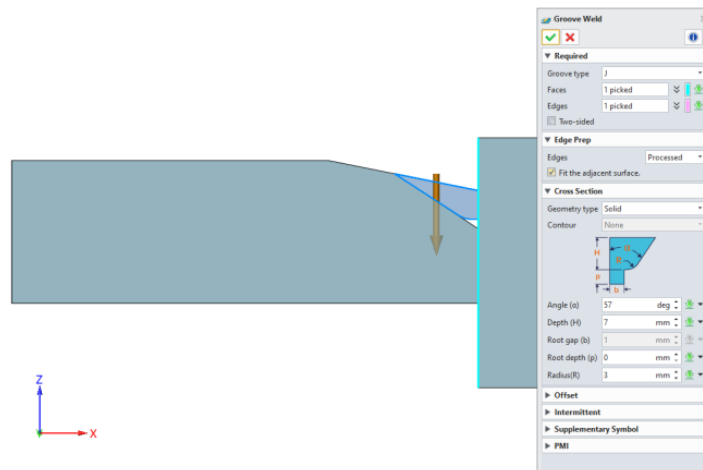 Groove Weld
Required
Groove type J
Faces 1 picked
Edges 1 picked
Two-sided
Edge Prep
Edges Processed
Fit the adjacent surface.
Cross Section
Geometry type Solid
Contour None
H α
R
p
b
Angle (α) 57 deg
Depth (H) 7 mm
Root gap (b) 1 mm
Root depth (p) 0 mm
Radius(R) 3 mm
Offset
Intermittent
Supplementary Symbol
PMI
Z
X